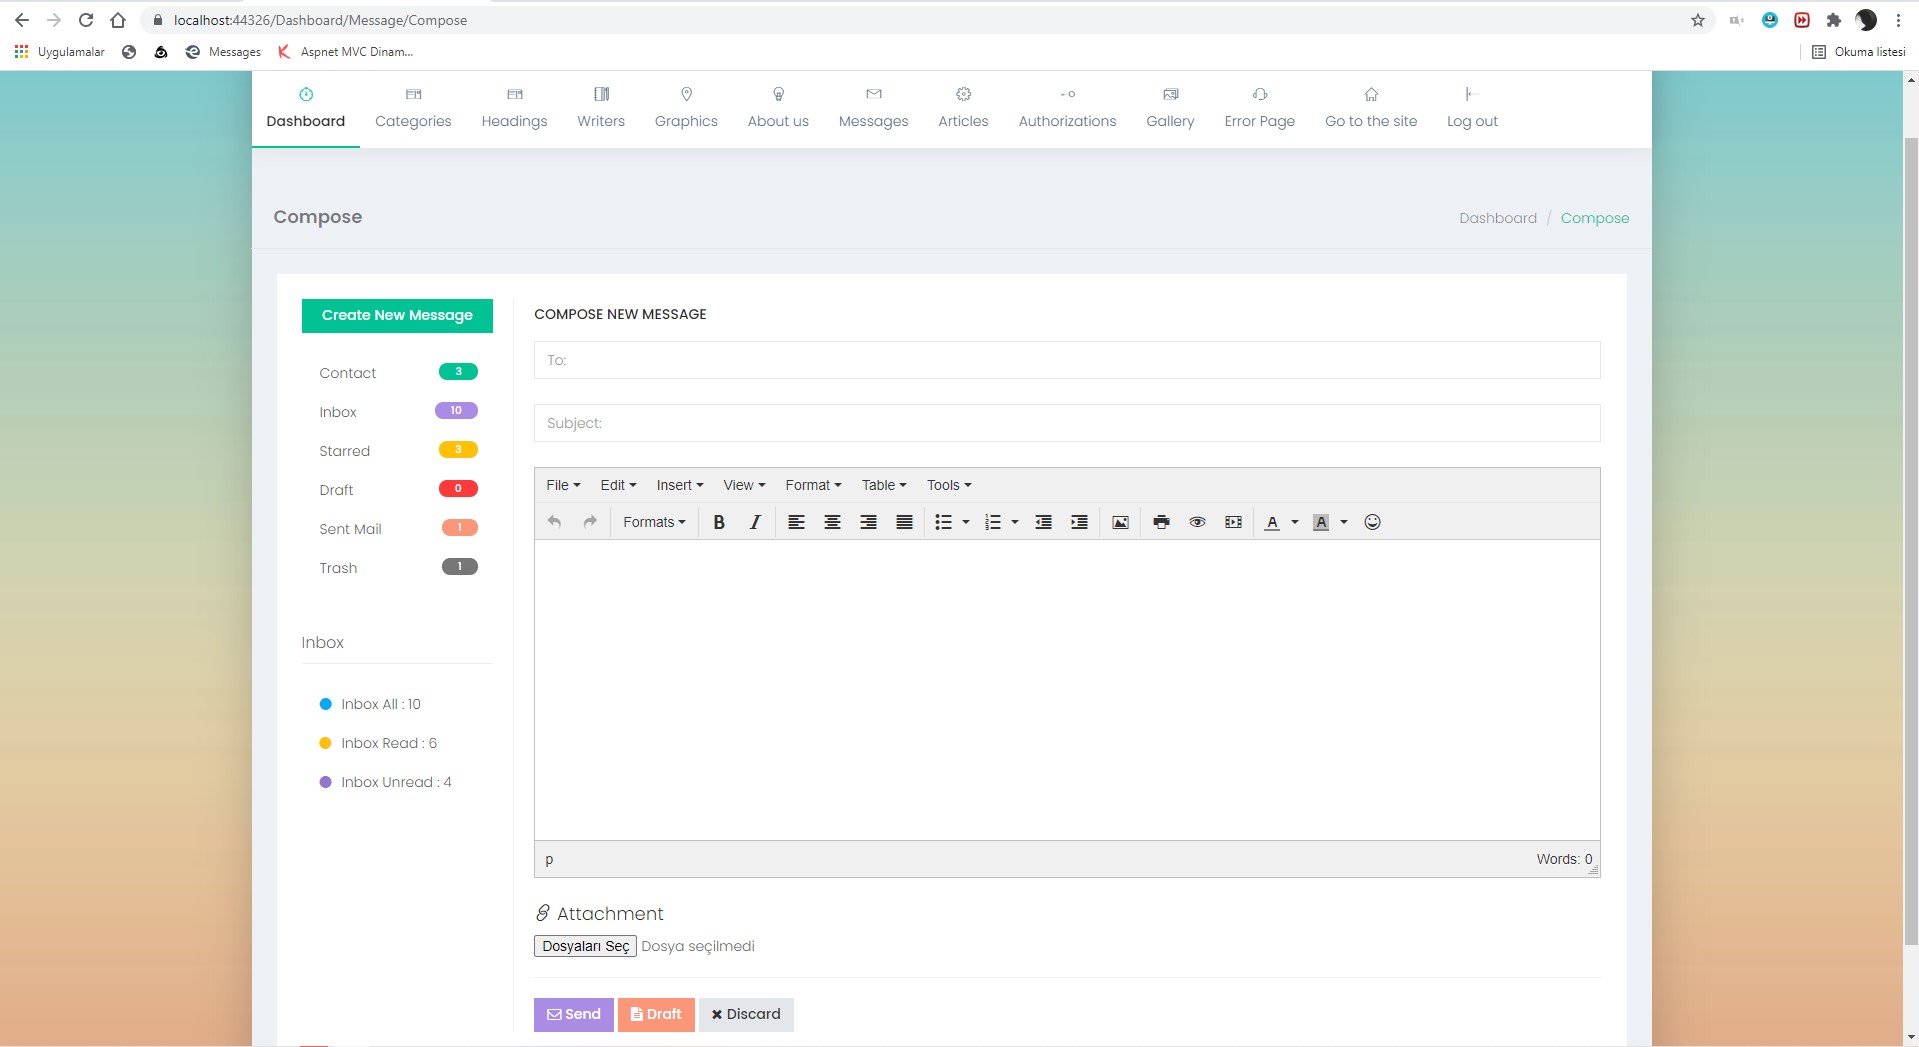 localhost:44326/Dashboard/Message/Compose
Uygulamalar Messages Aspnet MVC Dinam... Okuma listesi
Dashboard Categories Headings Writers Graphics About us Messages Articles Authorizations Gallery Error Page Go to the site Log out
Compose
Dashboard / Compose
Create New Message
Contact 3
Inbox 10
Starred 3
Draft 0
Sent Mail 1
Trash 1
Inbox
Inbox All : 10
Inbox Read : 6
Inbox Unread : 4
COMPOSE NEW MESSAGE
To:
Subject:
File Edit Insert View Format Table Tools
Formats B I A A
p Words: 0
Attachment
Dosyaları Seç Dosya seçilmedi
Send Draft Discard